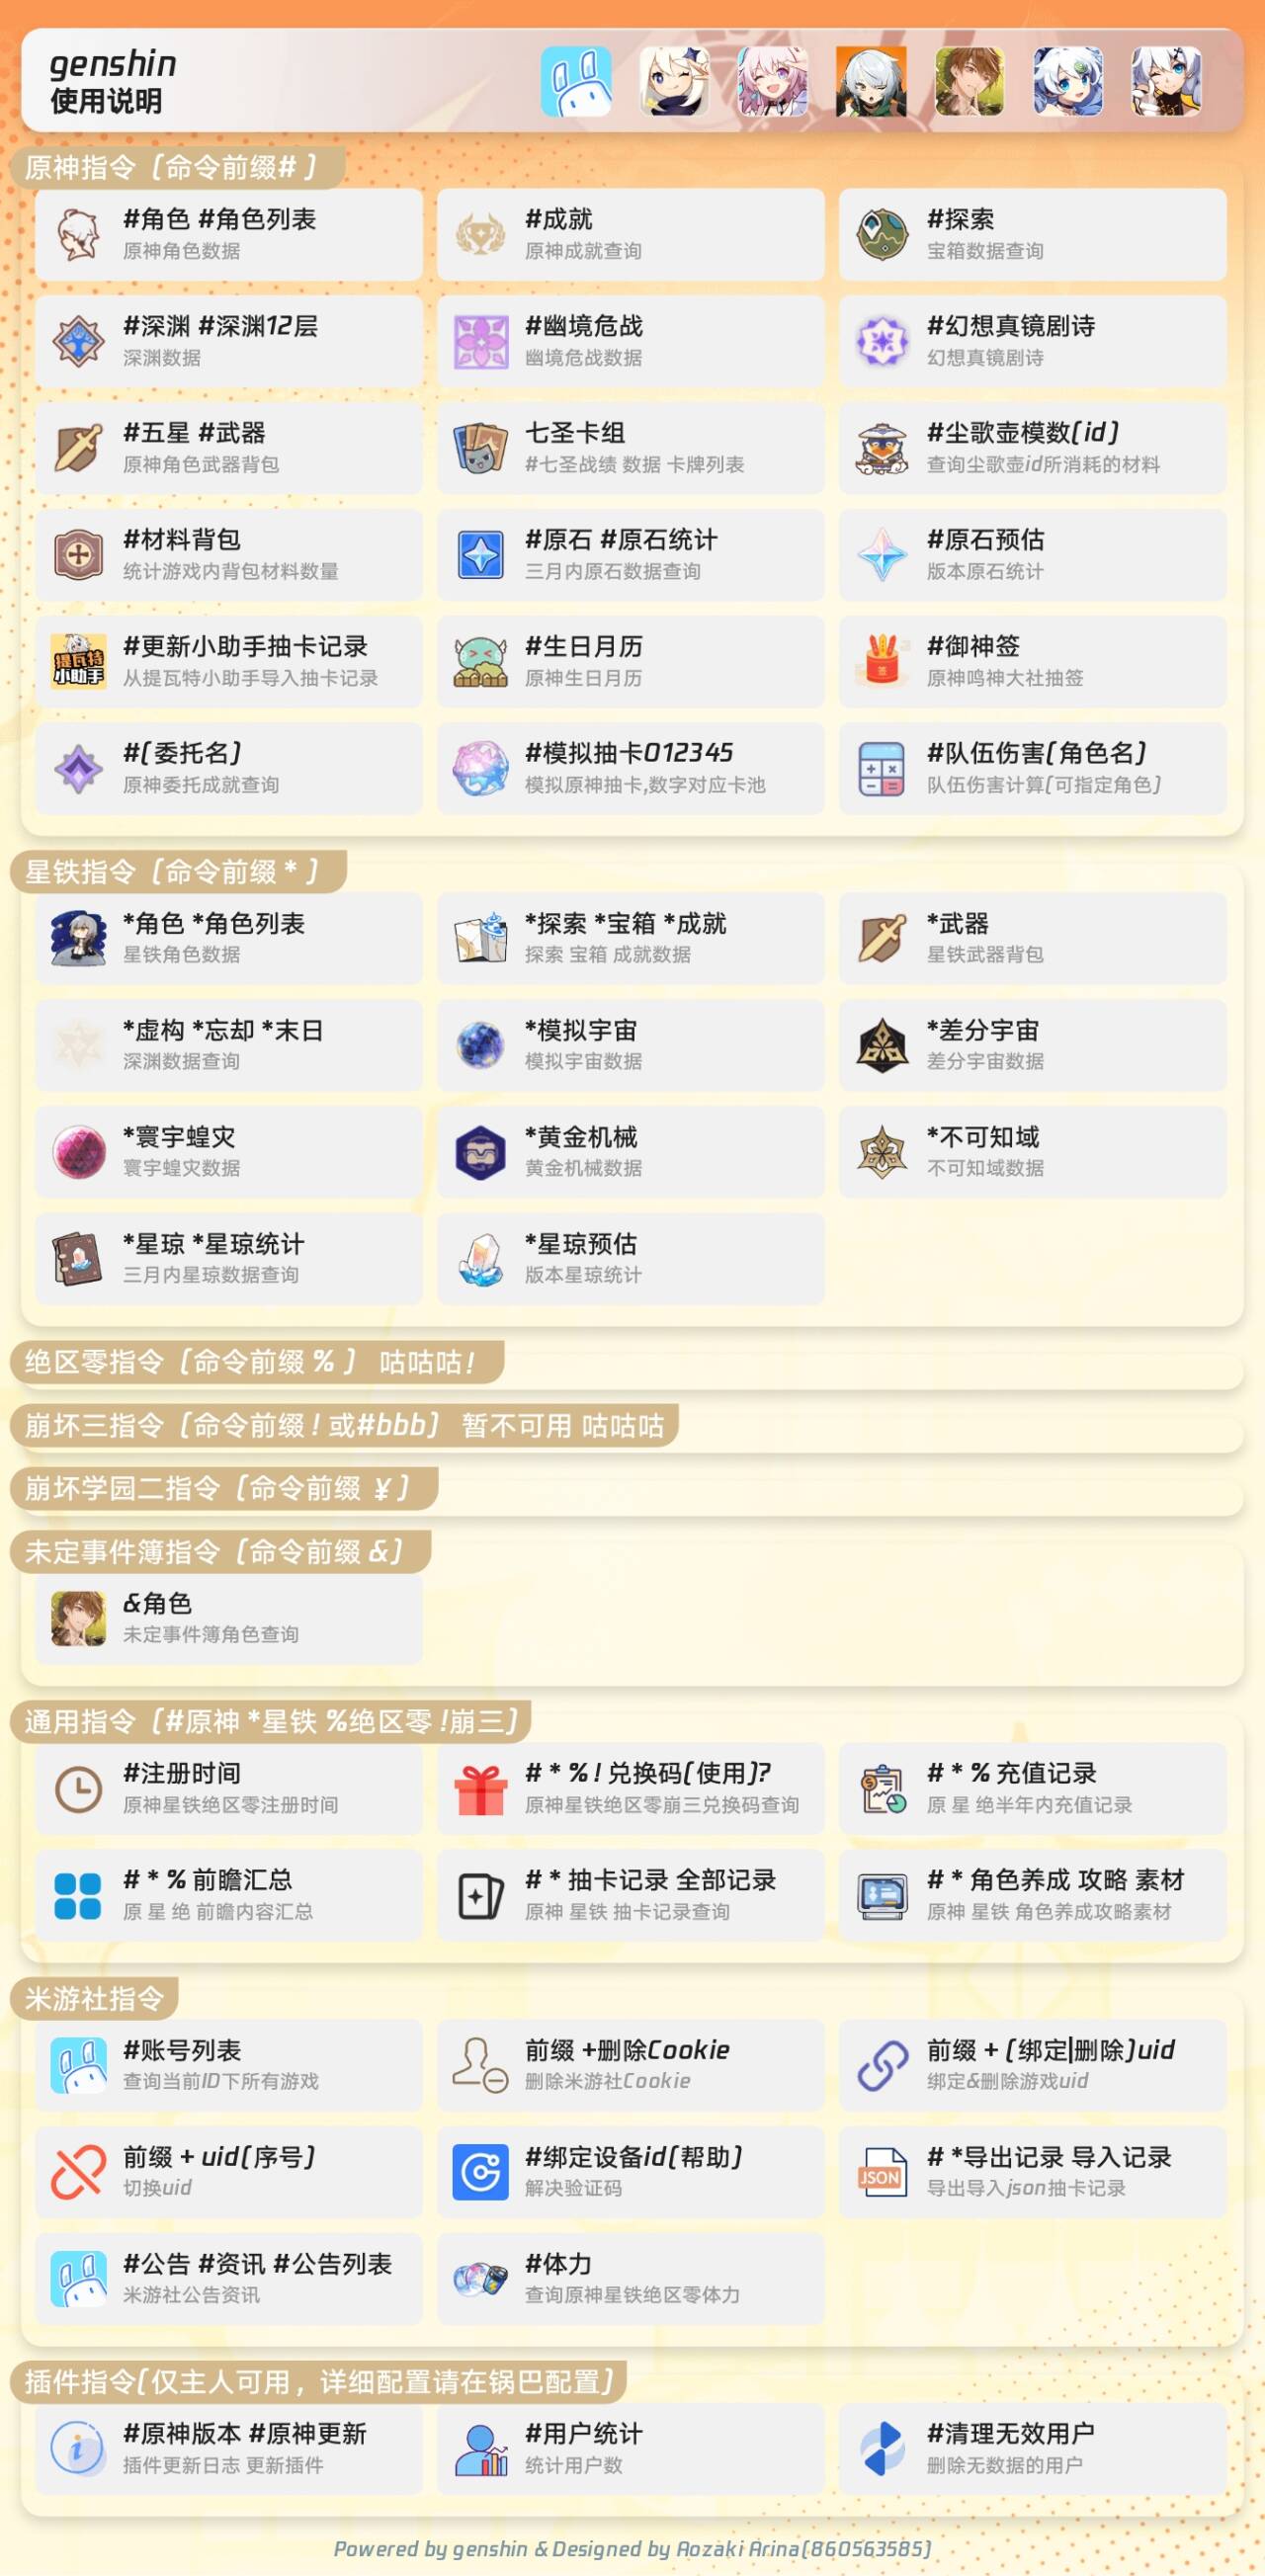 genshin
使用说明
原神指令（命令前缀#）
#角色 #角色列表
原神角色数据
#成就
原神成就查询
#探索
宝箱数据查询
#深渊 #深渊12层
深渊数据
#幽境危战
幽境危战数据
#幻想真镜剧诗
幻想真镜剧诗
#五星 #武器
原神角色武器背包
七圣卡组
#七圣战绩 数据 卡牌列表
#尘歌壶模数(id)
查询尘歌壶id所消耗的材料
#材料背包
统计游戏内背包材料数量
#原石 #原石统计
三月内原石数据查询
#原石预估
版本原石统计
提瓦特
小助手
#更新小助手抽卡记录
从提瓦特小助手导入抽卡记录
#生日月历
原神生日月历
#御神签
原神鸣神大社抽签
#(委托名)
原神委托成就查询
#模拟抽卡012345
模拟原神抽卡,数字对应卡池
#队伍伤害(角色名)
队伍伤害计算(可指定角色)
星铁指令（命令前缀 * ）
*角色 *角色列表
星铁角色数据
*探索 *宝箱 *成就
探索 宝箱 成就数据
*武器
星铁武器背包
*虚构 *忘却 *末日
深渊数据查询
*模拟宇宙
模拟宇宙数据
*差分宇宙
差分宇宙数据
*寰宇蝗灾
寰宇蝗灾数据
*黄金机械
黄金机械数据
*不可知域
不可知域数据
*星琼 *星琼统计
三月内星琼数据查询
*星琼预估
版本星琼统计
绝区零指令（命令前缀 % ） 咕咕咕!
崩坏三指令（命令前缀 ! 或#bbb） 暂不可用 咕咕咕
崩坏学园二指令（命令前缀 ￥）
未定事件簿指令（命令前缀 &）
&角色
未定事件簿角色查询
通用指令（#原神 *星铁 %绝区零 !崩三）
#注册时间
原神星铁绝区零注册时间
# * % ! 兑换码(使用)?
原神星铁绝区零崩三兑换码查询
# * % 充值记录
原 星 绝半年内充值记录
# * % 前瞻汇总
原 星 绝 前瞻内容汇总
# * 抽卡记录 全部记录
原神 星铁 抽卡记录查询
# * 角色养成 攻略 素材
原神 星铁 角色养成攻略素材
米游社指令
#账号列表
查询当前ID下所有游戏
前缀 +删除Cookie
删除米游社Cookie
前缀 + (绑定|删除)uid
绑定&删除游戏uid
前缀 + uid(序号)
切换uid
#绑定设备id(帮助)
解决验证码
JSON
# *导出记录 导入记录
导出导入json抽卡记录
#公告 #资讯 #公告列表
米游社公告资讯
#体力
查询原神星铁绝区零体力
插件指令(仅主人可用，详细配置请在锅巴配置)
#原神版本 #原神更新
插件更新日志 更新插件
#用户统计
统计用户数
#清理无效用户
删除无数据的用户
Powered by genshin & Designed by Aozaki Arina(860563585)